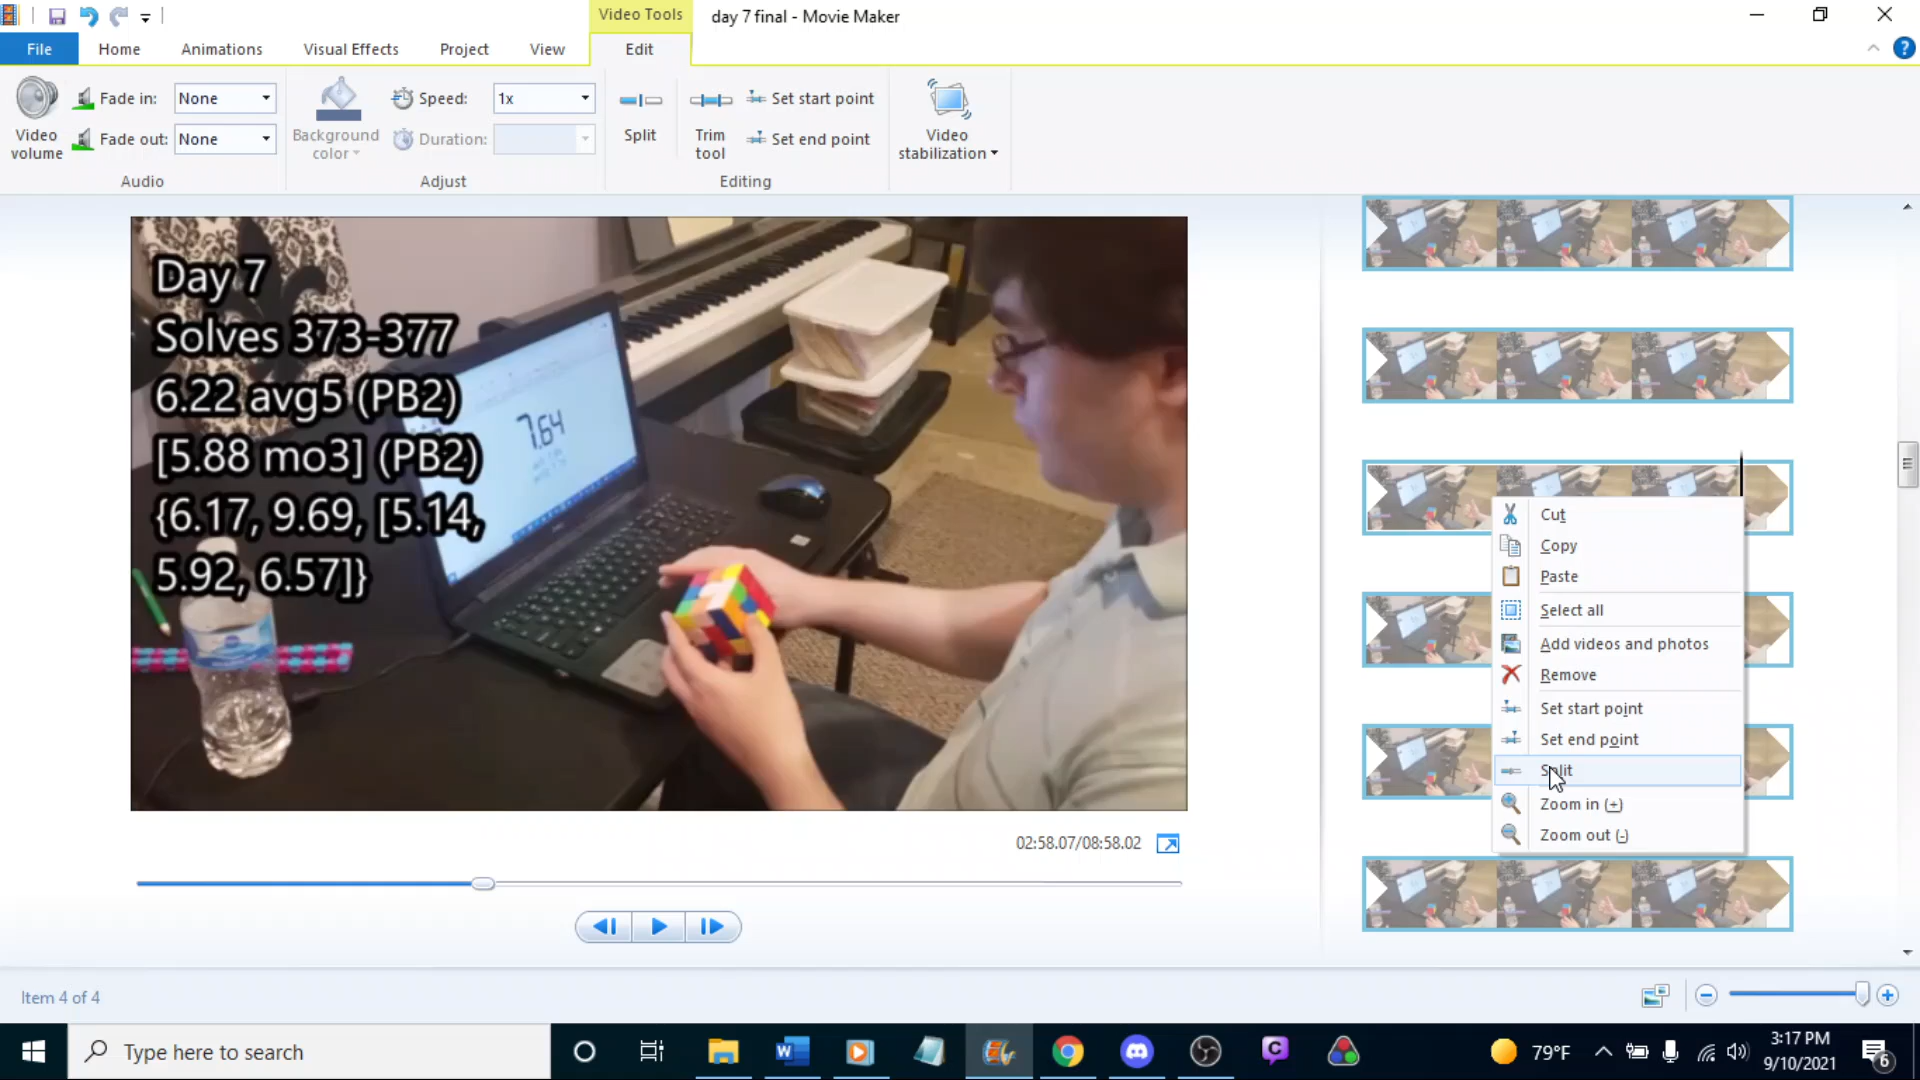 Video Tools
day 7 final - Movie Maker
File
Home
Animations
Visual Effects
Project
View
Edit
Video volume
Fade in:
None
Fade out:
None
Audio
Background color
Speed:
1x
Duration:
Adjust
Split
Trim tool
Set start point
Set end point
Editing
Video stabilization
Day 7
Solves 373-377
6.22 avg5 (PB2)
[5.88 mo3] (PB2)
{6.17, 9.69, [5.14,
5.92, 6.57]}
7.64
02:58.07/08:58.02
Cut
Copy
Paste
Select all
Add videos and photos
Remove
Set start point
Set end point
Split
Zoom in (+)
Zoom out (-)
Item 4 of 4
Type here to search
79°F
3:17 PM
9/10/2021
6